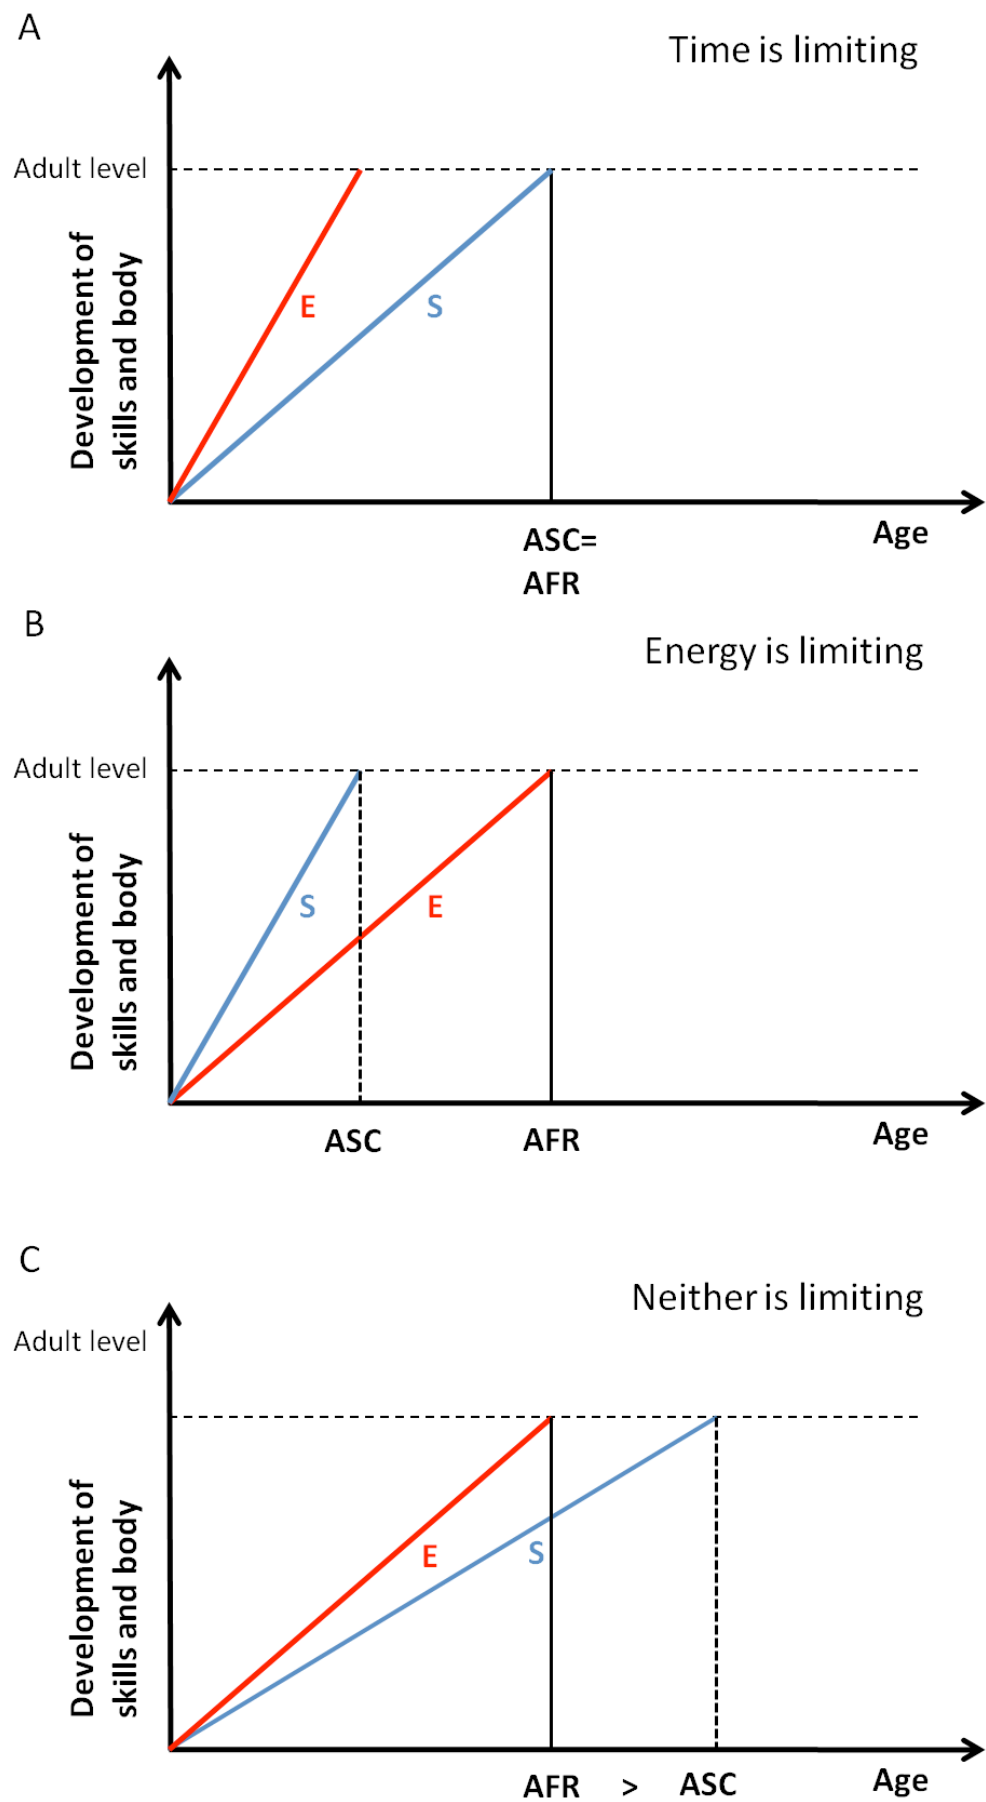 A
Time is limiting
Adult level
Development of
skills and body
E
S
ASC=
AFR
Age
B
Energy is limiting
Adult level
Development of
skills and body
S
E
ASC
AFR
Age
C
Neither is limiting
Adult level
Development of
skills and body
E
S
AFR > ASC
Age